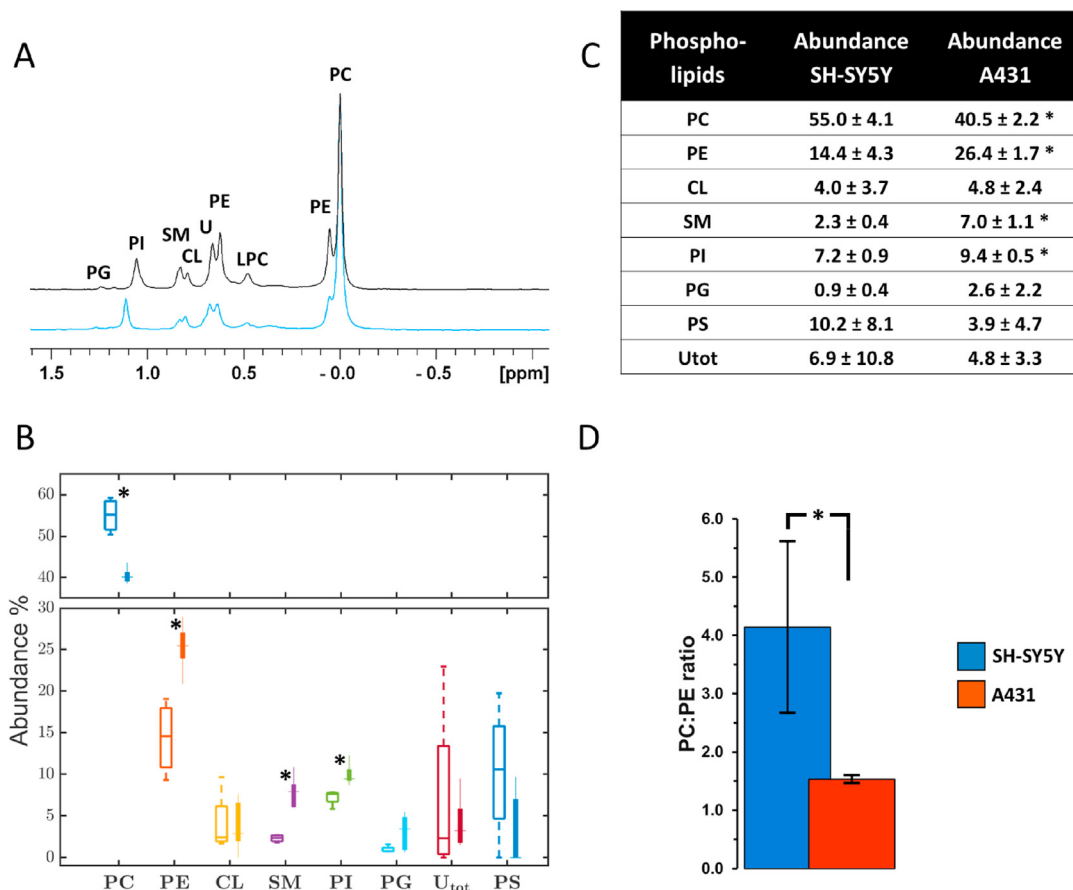 A
PC
PE
PE
U
SM
CL
LPC
PI
PG
1.5 1.0 0.5 - 0.0 - 0.5 [ppm]
C
Phospho-lipids Abundance SH-SY5Y Abundance A431
PC 55.0 ± 4.1 40.5 ± 2.2 *
PE 14.4 ± 4.3 26.4 ± 1.7 *
CL 4.0 ± 3.7 4.8 ± 2.4
SM 2.3 ± 0.4 7.0 ± 1.1 *
PI 7.2 ± 0.9 9.4 ± 0.5 *
PG 0.9 ± 0.4 2.6 ± 2.2
PS 10.2 ± 8.1 3.9 ± 4.7
Utot 6.9 ± 10.8 4.8 ± 3.3
B
Abundance %
60
50
40
30
25
20
15
10
5
0
*
*
*
*
PC PE CL SM PI PG Utot PS
D
PC:PE ratio
6.0
5.0
4.0
3.0
2.0
1.0
0.0
*
SH-SY5Y
A431